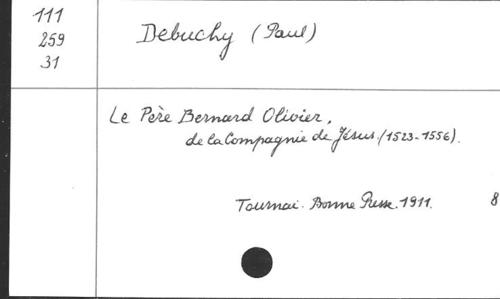 111
259
31
Debuchy (Paul)
Le Père Bernard Olivier,
de la Compagnie de Jésus (1523-1556).
Tournai. Bonne Presse. 1911.
8